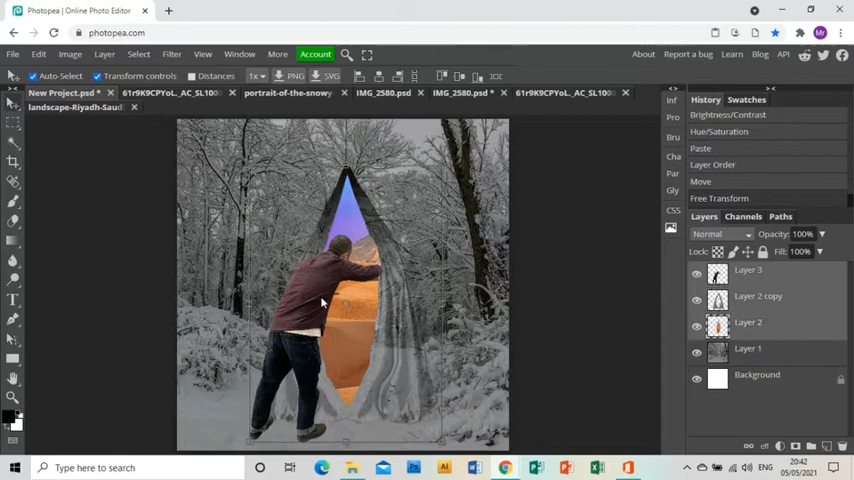 Photopea | Online Photo Editor
photopea.com
File Edit Image Layer Select Filter View Window More Account About Report a bug Learn Blog API
Auto-Select Transform controls Distances 1x PNG SVG
New Project.psd * 61r9K9CPYoL._AC_SL100 portrait-of-the-snowy IMG_2580.psd IMG_2580.psd * 61r9K9CPYoL._AC_SL100
landscape-Riyadh-Saudi
Inf
Pro
Bru
Cha
Par
Gly
CSS
History Swatches
Brightness/Contrast
Hue/Saturation
Paste
Layer Order
Move
Free Transform
Layers Channels Paths
Normal Opacity: 100%
Lock: Fill: 100%
Layer 3
Layer 2 copy
Layer 2
Layer 1
Background
eff
Type here to search
ENG
20:42
05/05/2021